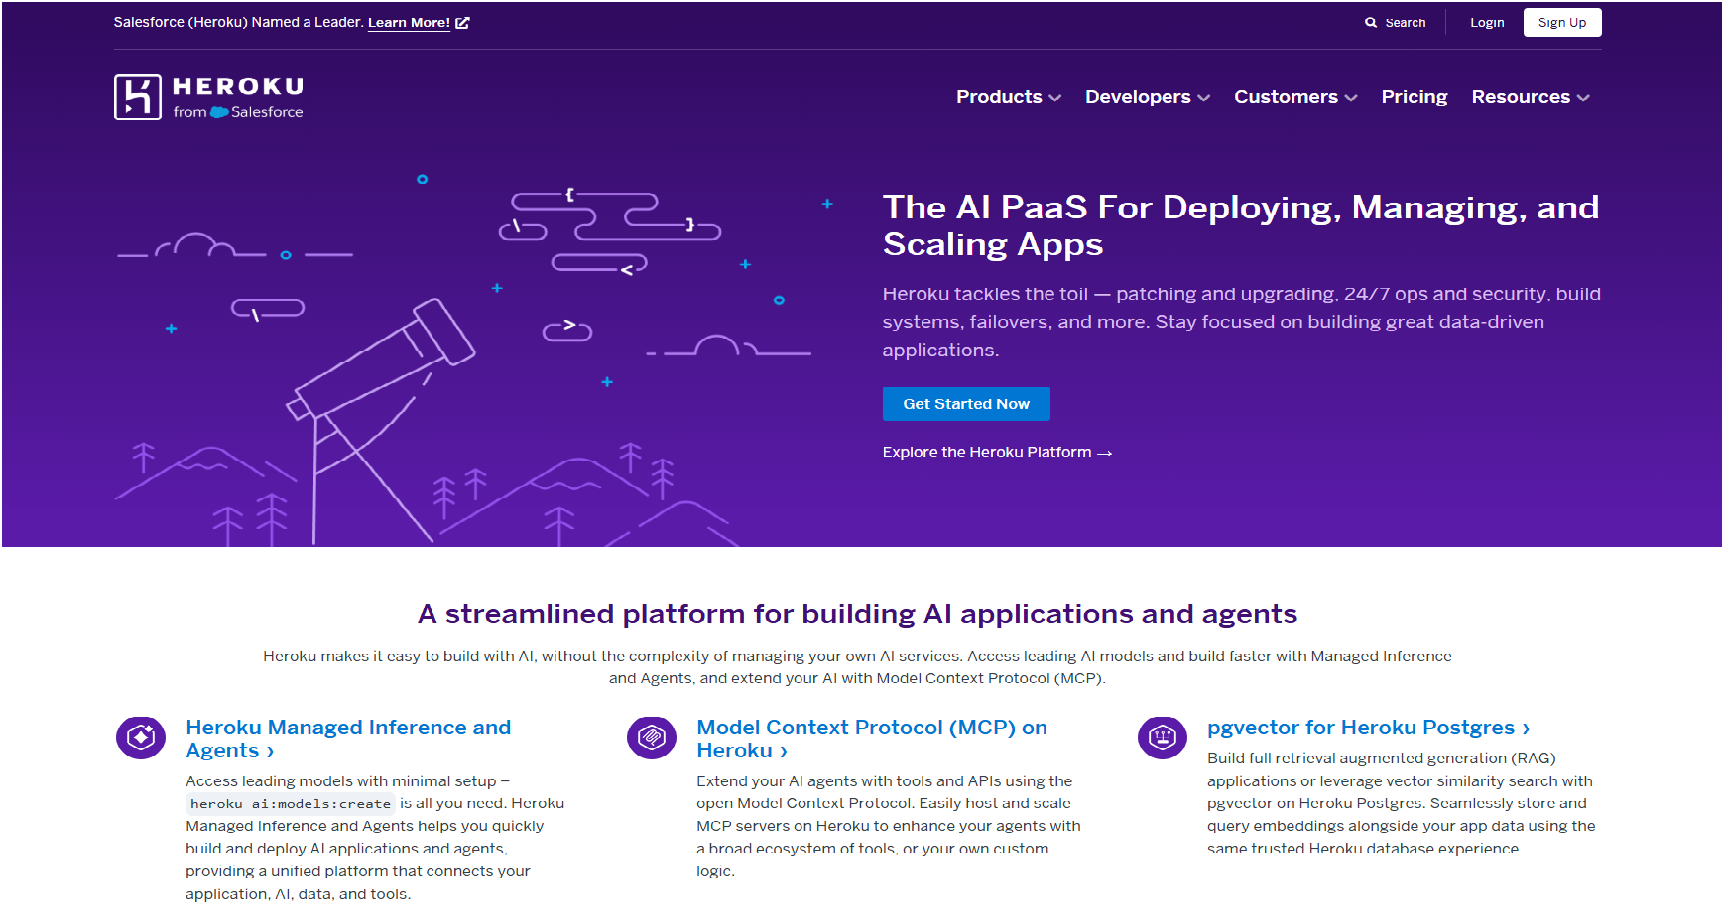 Salesforce (Heroku) Named a Leader. Learn More!
Search
Login
Sign Up
HEROKU
from Salesforce
Products
Developers
Customers
Pricing
Resources
{
\
}
<
\
>
The AI PaaS For Deploying, Managing, and
Scaling Apps
Heroku tackles the toil — patching and upgrading, 24/7 ops and security, build
systems, failovers, and more. Stay focused on building great data-driven
applications.
Get Started Now
Explore the Heroku Platform →
A streamlined platform for building AI applications and agents
Heroku makes it easy to build with AI, without the complexity of managing your own AI services. Access leading AI models and build faster with Managed Inference
and Agents, and extend your AI with Model Context Protocol (MCP).
Heroku Managed Inference and
Agents ›
Access leading models with minimal setup –
heroku ai:models:create is all you need. Heroku
Managed Inference and Agents helps you quickly
build and deploy AI applications and agents,
providing a unified platform that connects your
application, AI, data, and tools.
Model Context Protocol (MCP) on
Heroku ›
Extend your AI agents with tools and APIs using the
open Model Context Protocol. Easily host and scale
MCP servers on Heroku to enhance your agents with
a broad ecosystem of tools, or your own custom
logic.
pgvector for Heroku Postgres ›
Build full retrieval augmented generation (RAG)
applications or leverage vector similarity search with
pgvector on Heroku Postgres. Seamlessly store and
query embeddings alongside your app data using the
same trusted Heroku database experience